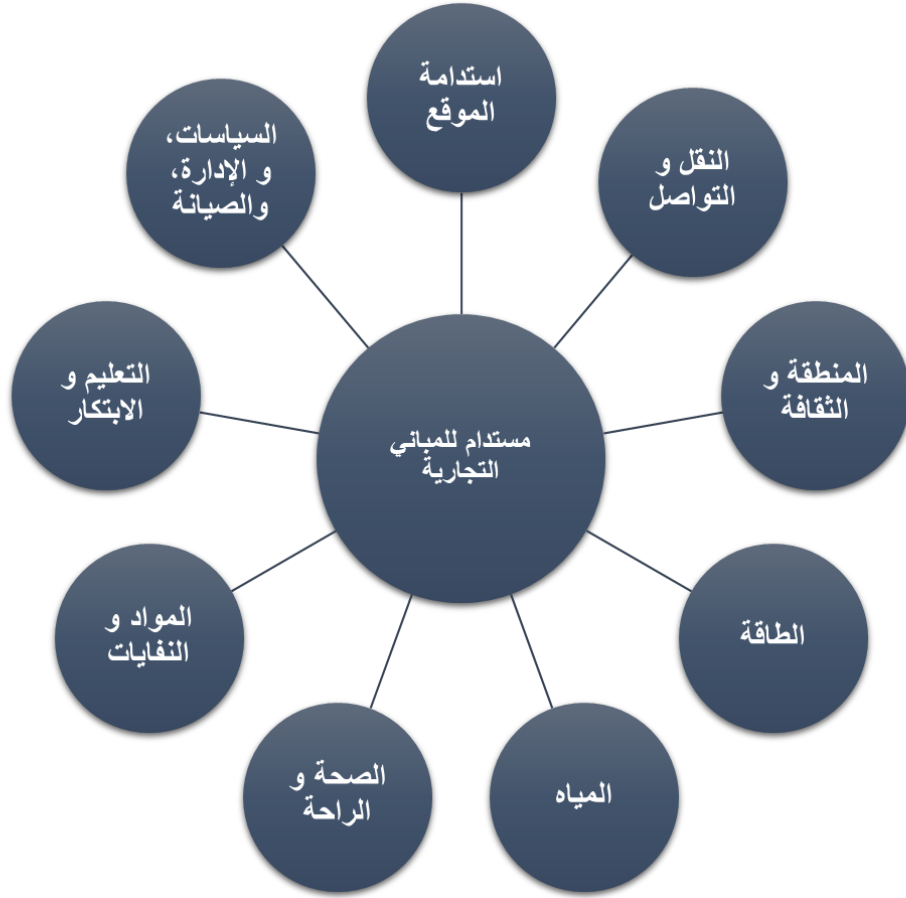 استدامة
الموقع
النقل و
التواصل
المنطقة و
الثقافة
الطاقة
المياه
الصحة و
الراحة
المواد و
النفايات
التعليم و
الابتكار
السياسات،
و الإدارة،
والصيانة
مستدام للمباني
التجارية